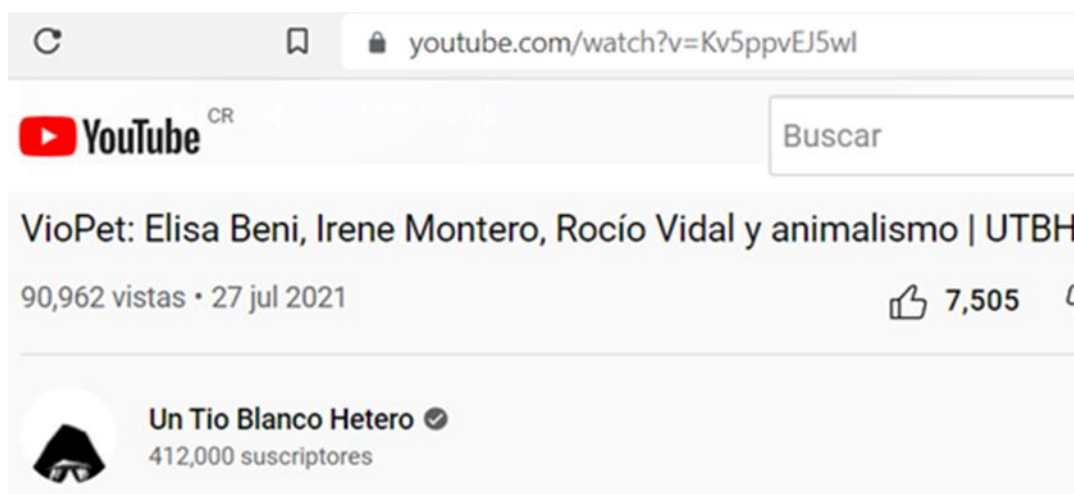 youtube.com/watch?v=Kv5ppvEJ5wI
YouTube CR
Buscar
VioPet: Elisa Beni, Irene Montero, Rocío Vidal y animalismo | UTBH
90,962 vistas • 27 jul 2021
7,505
Un Tio Blanco Hetero
412,000 suscriptores